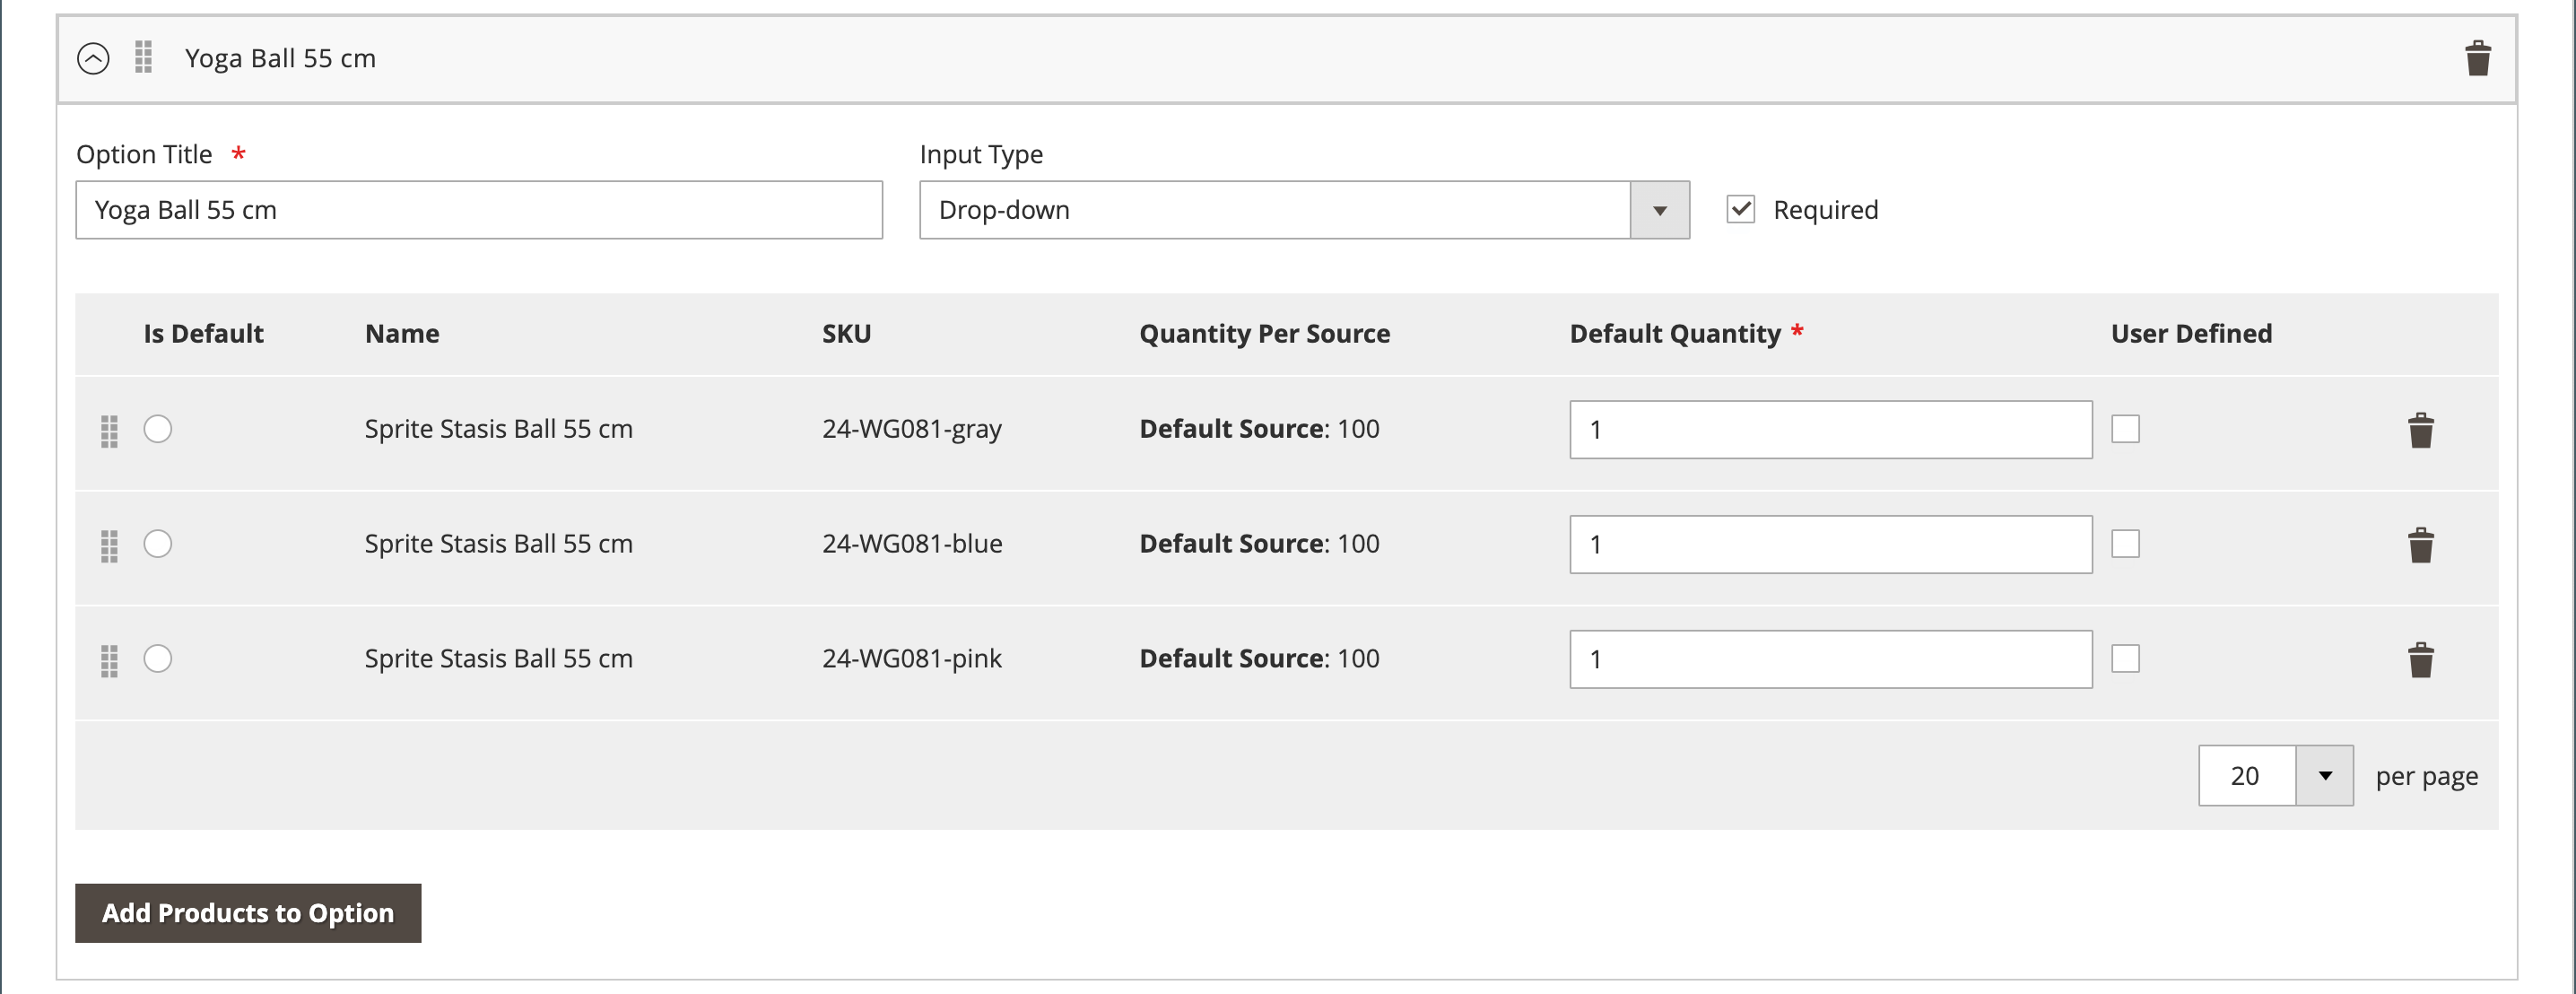 Yoga Ball 55 cm
Option Title *
Input Type
Yoga Ball 55 cm
Drop-down
Required
Is Default Name SKU Quantity Per Source Default Quantity * User Defined
Sprite Stasis Ball 55 cm 24-WG081-gray Default Source: 100 1
Sprite Stasis Ball 55 cm 24-WG081-blue Default Source: 100 1
Sprite Stasis Ball 55 cm 24-WG081-pink Default Source: 100 1
20 per page
Add Products to Option